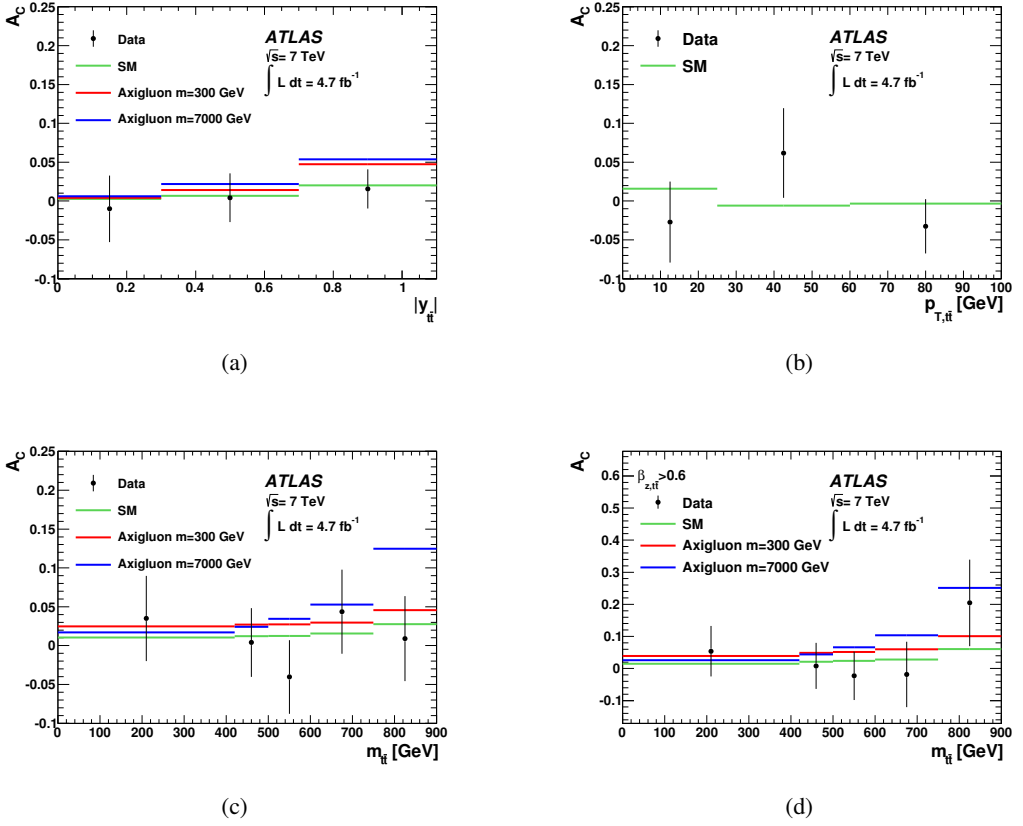 A_C
0.25
0.2
0.15
0.1
0.05
0
-0.05
-0.1
Data
SM
Axigluon m=300 GeV
Axigluon m=7000 GeV
ATLAS
√s= 7 TeV
∫ L dt = 4.7 fb⁻¹
0 0.2 0.4 0.6 0.8 1
|y_tt̄|
(a)
A_C
0.25
0.2
0.15
0.1
0.05
0
-0.05
-0.1
Data
SM
ATLAS
√s= 7 TeV
∫ L dt = 4.7 fb⁻¹
0 10 20 30 40 50 60 70 80 90 100
p_T,tt̄ [GeV]
(b)
A_C
0.25
0.2
0.15
0.1
0.05
0
-0.05
-0.1
Data
SM
Axigluon m=300 GeV
Axigluon m=7000 GeV
ATLAS
√s= 7 TeV
∫ L dt = 4.7 fb⁻¹
0 100 200 300 400 500 600 700 800 900
m_tt̄ [GeV]
(c)
A_C
0.6
0.5
0.4
0.3
0.2
0.1
0
-0.1
β_z,tt̄>0.6
Data
SM
Axigluon m=300 GeV
Axigluon m=7000 GeV
ATLAS
√s= 7 TeV
∫ L dt = 4.7 fb⁻¹
0 100 200 300 400 500 600 700 800 900
m_tt̄ [GeV]
(d)